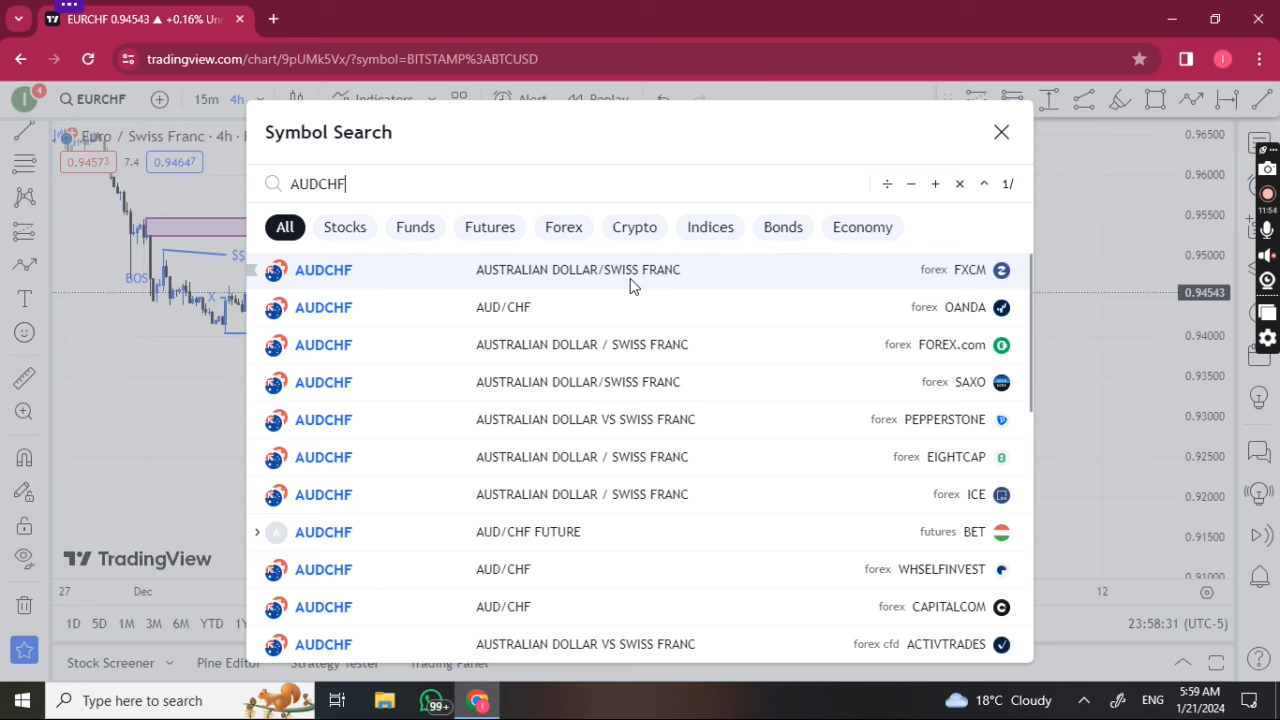 EURCHF 0.94543 ▲ +0.16% Un
tradingview.com/chart/9pUMk5Vx/?symbol=BITSTAMP%3ABTCUSD
4 EURCHF 15m 4h Indicators Alert Replay
Symbol Search
Euro / Swiss Franc · 4h
0.94573 7.4 0.94647
AUDCHF
÷ − + × ^ 1/
All Stocks Funds Futures Forex Crypto Indices Bonds Economy
AUDCHF AUSTRALIAN DOLLAR/SWISS FRANC forex FXCM
AUDCHF AUD/CHF forex OANDA
AUDCHF AUSTRALIAN DOLLAR / SWISS FRANC forex FOREX.com
AUDCHF AUSTRALIAN DOLLAR/SWISS FRANC forex SAXO
AUDCHF AUSTRALIAN DOLLAR VS SWISS FRANC forex PEPPERSTONE
AUDCHF AUSTRALIAN DOLLAR / SWISS FRANC forex EIGHTCAP
AUDCHF AUSTRALIAN DOLLAR / SWISS FRANC forex ICE
A AUDCHF AUD/CHF FUTURE futures BET
AUDCHF AUD/CHF forex WHSELFINVEST
AUDCHF AUD/CHF forex CAPITALCOM
AUDCHF AUSTRALIAN DOLLAR VS SWISS FRANC forex cfd ACTIVTRADES
BOS
$$
X
TradingView
0.96500
0.96000
0.95500
0.95000
0.94543
0.94000
0.93500
0.93000
0.92500
0.92000
0.91500
0.91000
11:54
27 Dec 12
1D 5D 1M 3M 6M YTD 1Y
23:58:31 (UTC-5)
Stock Screener Pine Editor Strategy Tester Trading Panel
Type here to search
99+
18°C Cloudy
ENG
5:59 AM
1/21/2024